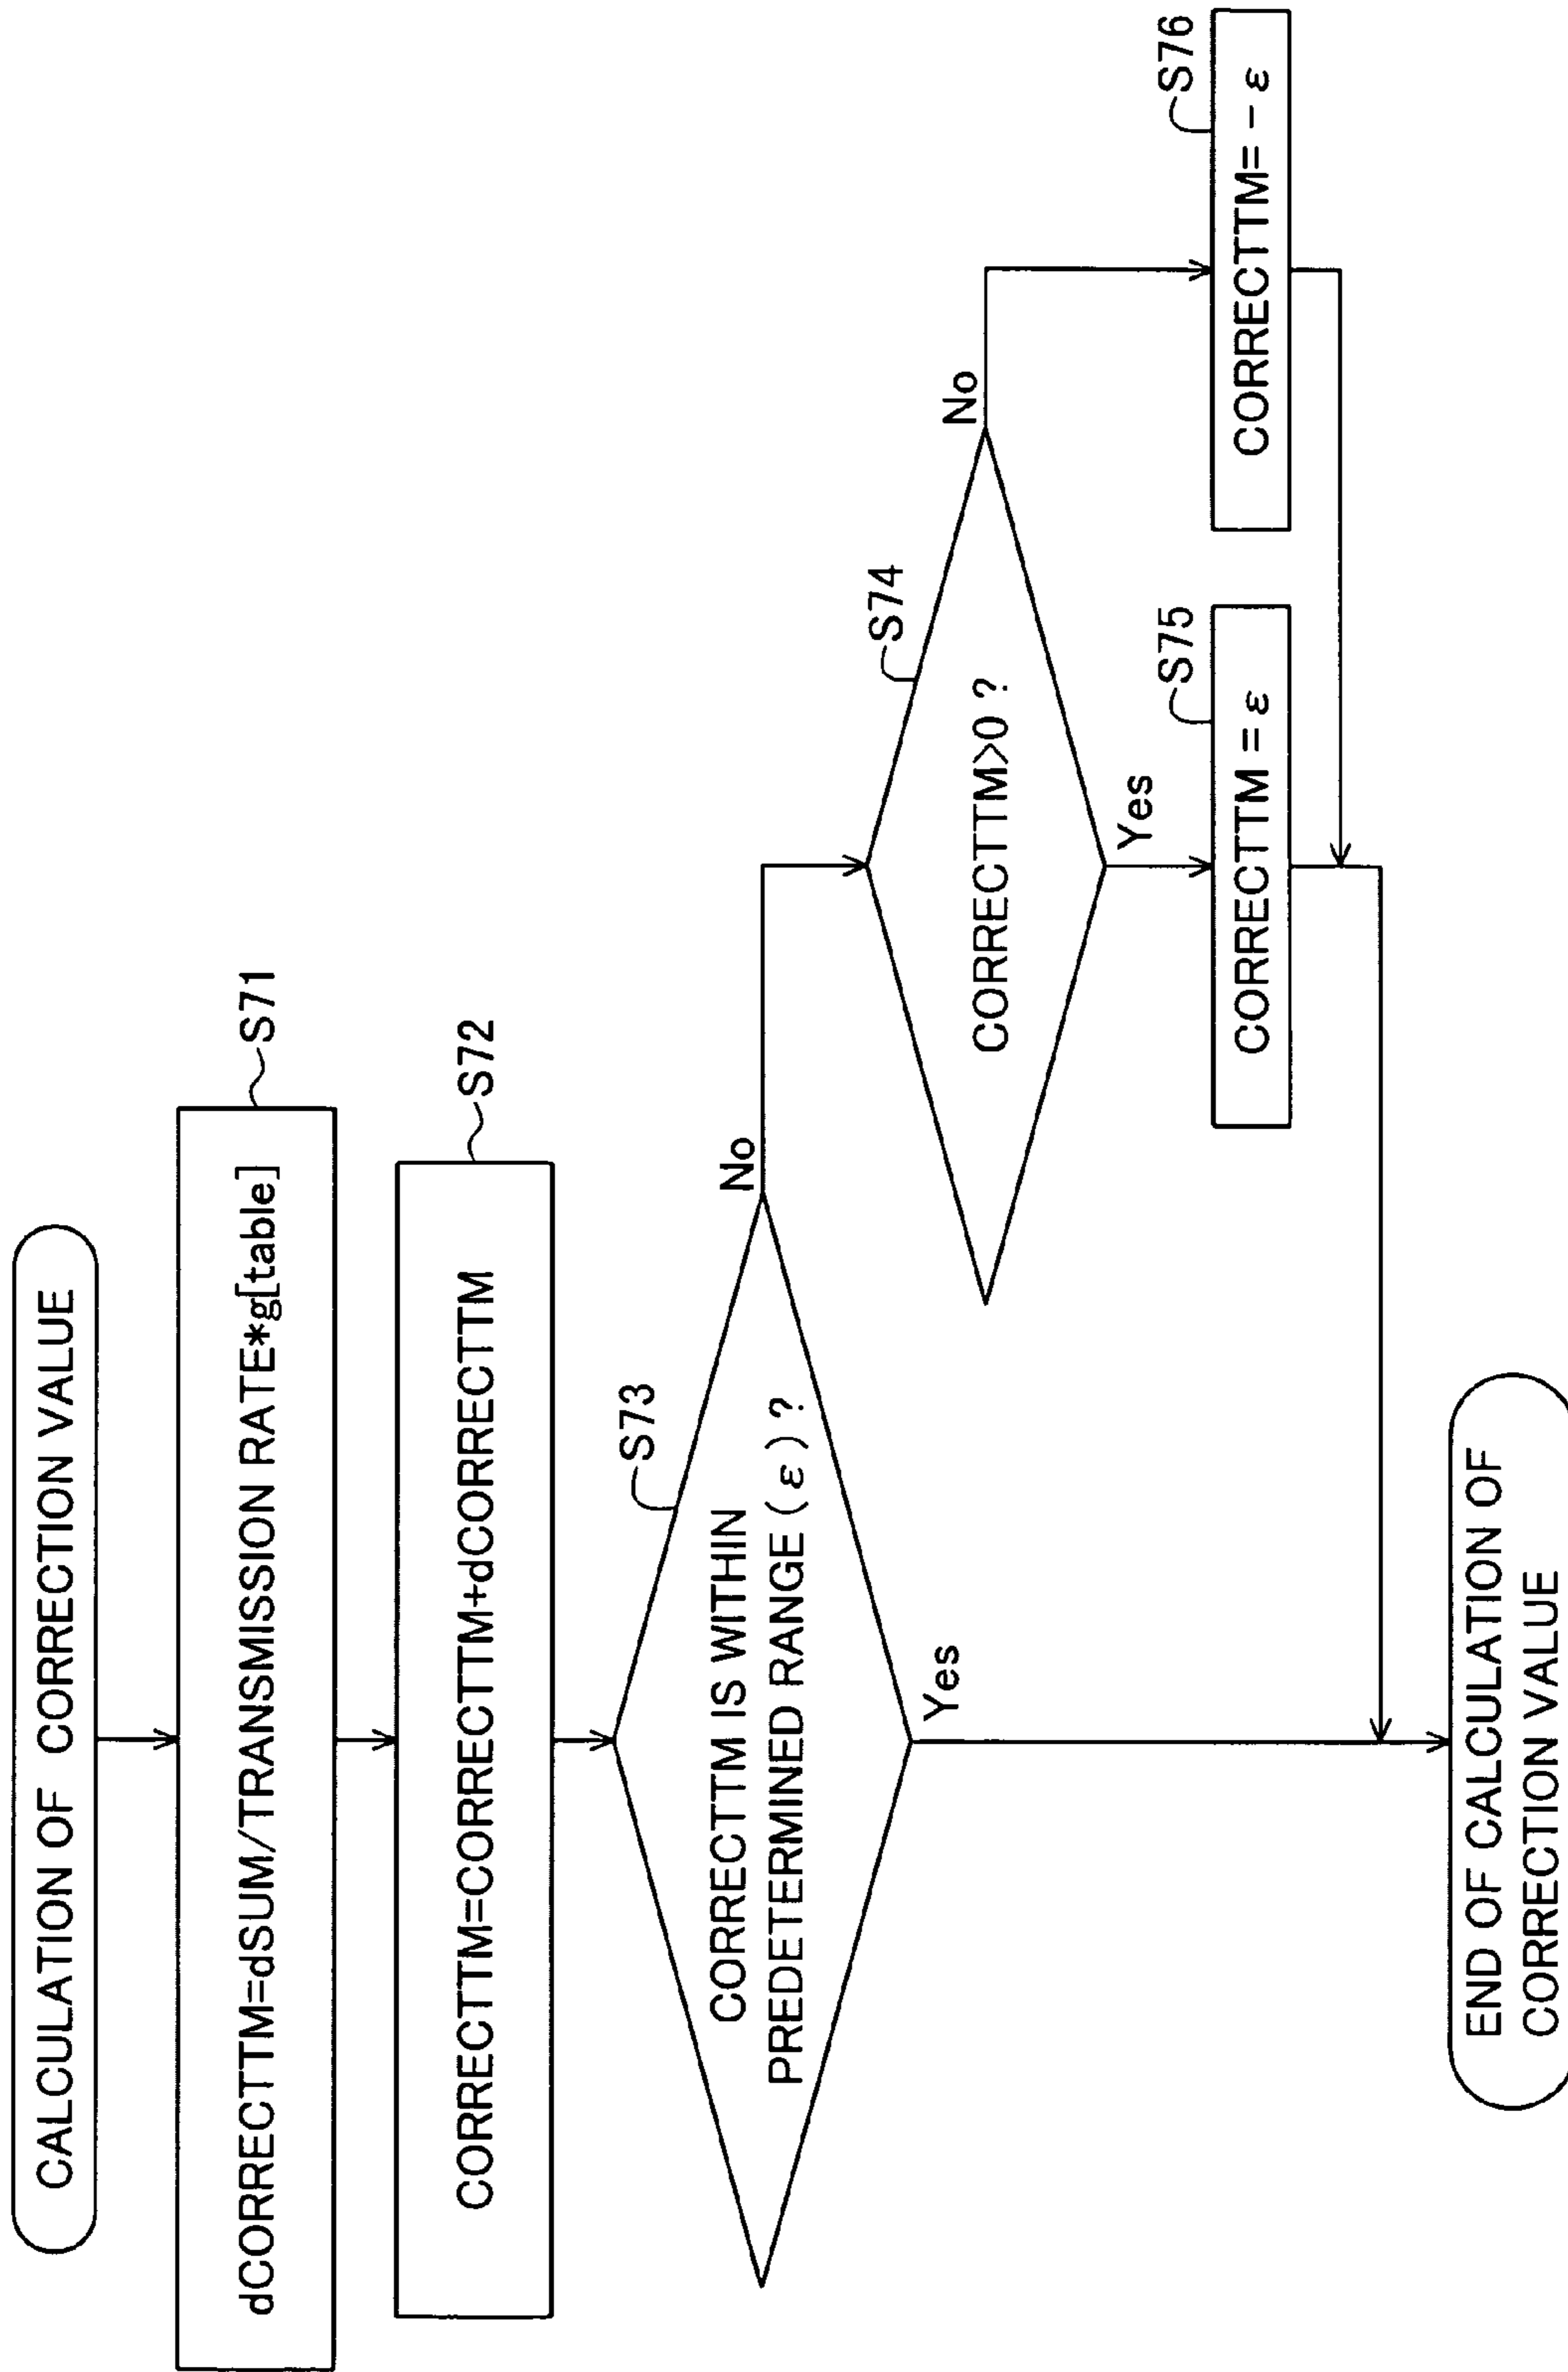 CALCULATION OF CORRECTION VALUE
dCORRECTTM=dSUM/TRANSMISSION RATE*g[table]
S71
CORRECTTM=CORRECTTM+dCORRECTTM
S72
CORRECTTM IS WITHIN
PREDETERMINED RANGE (ε) ?
S73
No
Yes
CORRECTTM>0 ?
S74
No
Yes
CORRECTTM = ε
S75
CORRECTTM= - ε
S76
END OF CALCULATION OF
CORRECTION VALUE